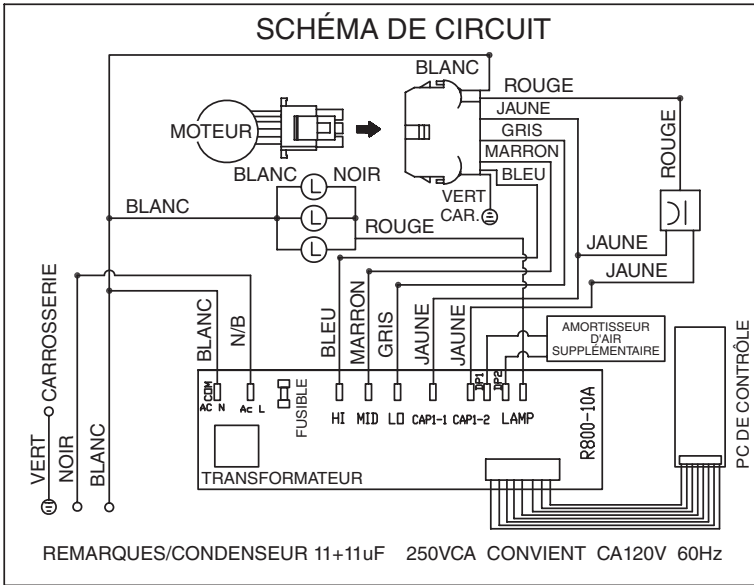 SCHÉMA DE CIRCUIT
BLANC
ROUGE
JAUNE
GRIS
MARRON
BLEU
MOTEUR
ROUGE
VERT
CAR.
BLANC
NOIR
L
L
L
BLANC
ROUGE
JAUNE
JAUNE
CARROSSERIE
BLANC
N/B
BLEU
MARRON
GRIS
JAUNE
JAUNE
AMORTISSEUR
D'AIR
SUPPLÉMENTAIRE
PC DE CONTRÔLE
VERT
NOIR
BLANC
COM
AC N
Ac L
FUSIBLE
HI
MID
LO
CAP1-1
CAP1-2
DP1
DP2
LAMP
R800-10A
TRANSFORMATEUR
REMARQUES/CONDENSEUR 11+11uF 250VCA CONVIENT CA120V 60Hz